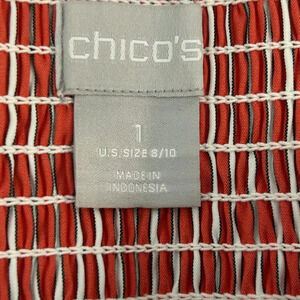 chico's
1
U.S. SIZE 8/10
MADE IN
INDONESIA